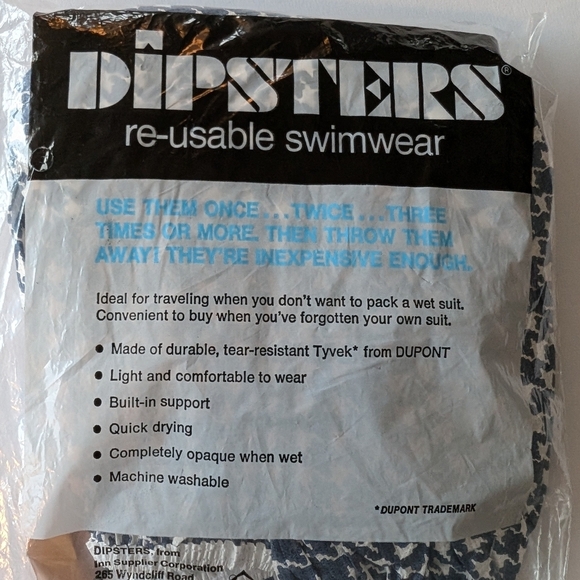 DIPSTERS®
re-usable swimwear
USE THEM ONCE...TWICE...THREE
TIMES OR MORE. THEN THROW THEM
AWAY! THEY'RE INEXPENSIVE ENOUGH.
Ideal for traveling when you don't want to pack a wet suit.
Convenient to buy when you've forgotten your own suit.
• Made of durable, tear-resistant Tyvek* from DUPONT
• Light and comfortable to wear
• Built-in support
• Quick drying
• Completely opaque when wet
• Machine washable
*DUPONT TRADEMARK
DIPSTERS, from
Inn Supplier Corporation
265 Wyndcliff Road